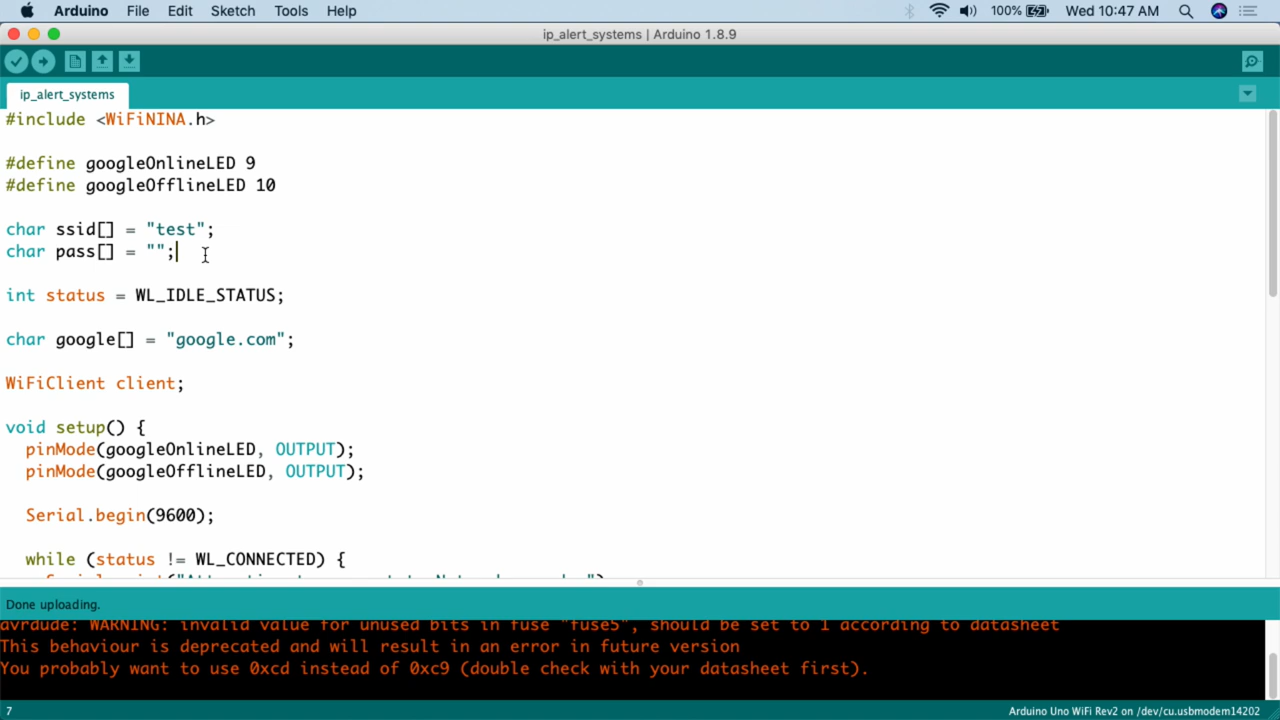 Arduino File Edit Sketch Tools Help 100% Wed 10:47 AM
ip_alert_systems | Arduino 1.8.9
ip_alert_systems
#include <WiFiNINA.h>
#define googleOnlineLED 9
#define googleOfflineLED 10
char ssid[] = "test";
char pass[] = "";
int status = WL_IDLE_STATUS;
char google[] = "google.com";
WiFiClient client;
void setup() {
pinMode(googleOnlineLED, OUTPUT);
pinMode(googleOfflineLED, OUTPUT);
Serial.begin(9600);
while (status != WL_CONNECTED) {
Done uploading.
avrdude: WARNING: invalid value for unused bits in fuse "fuse5", should be set to 1 according to datasheet
This behaviour is deprecated and will result in an error in future version
You probably want to use 0xcd instead of 0xc9 (double check with your datasheet first).
7 Arduino Uno WiFi Rev2 on /dev/cu.usbmodem14202